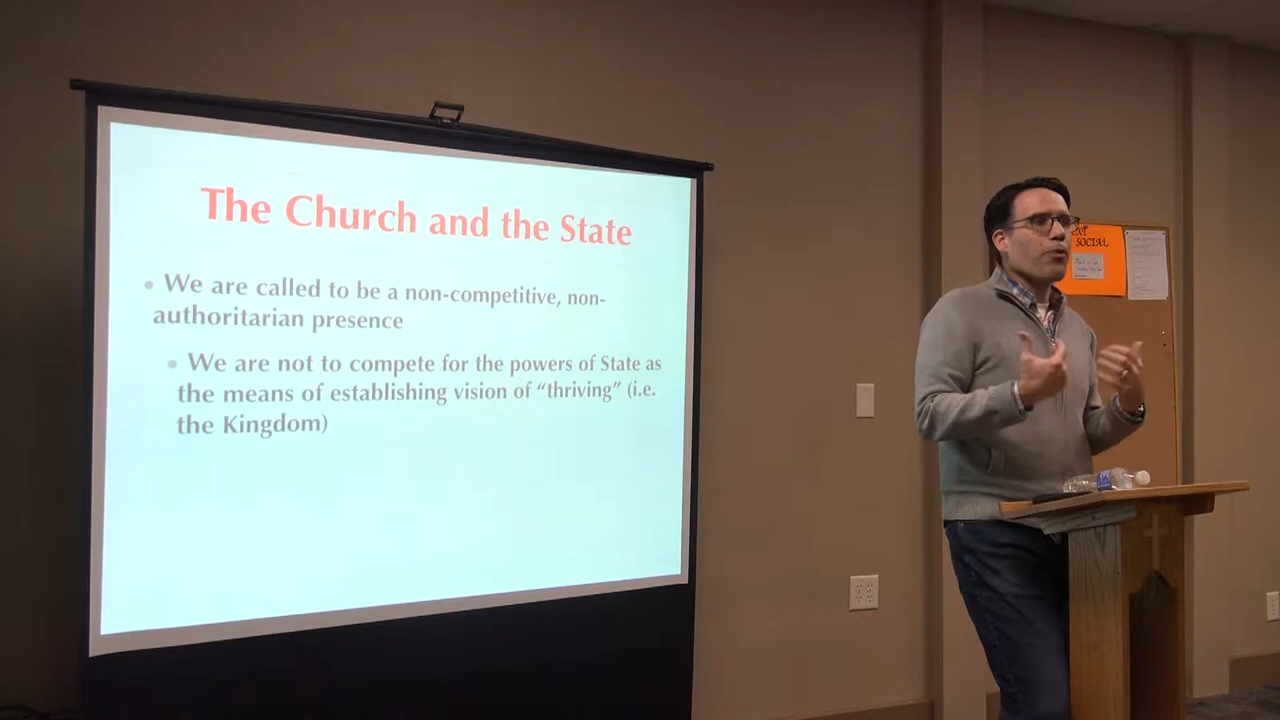 The Church and the State
We are called to be a non-competitive, non-
authoritarian presence
We are not to compete for the powers of State as
the means of establishing vision of “thriving” (i.e.
the Kingdom)
SOCIAL